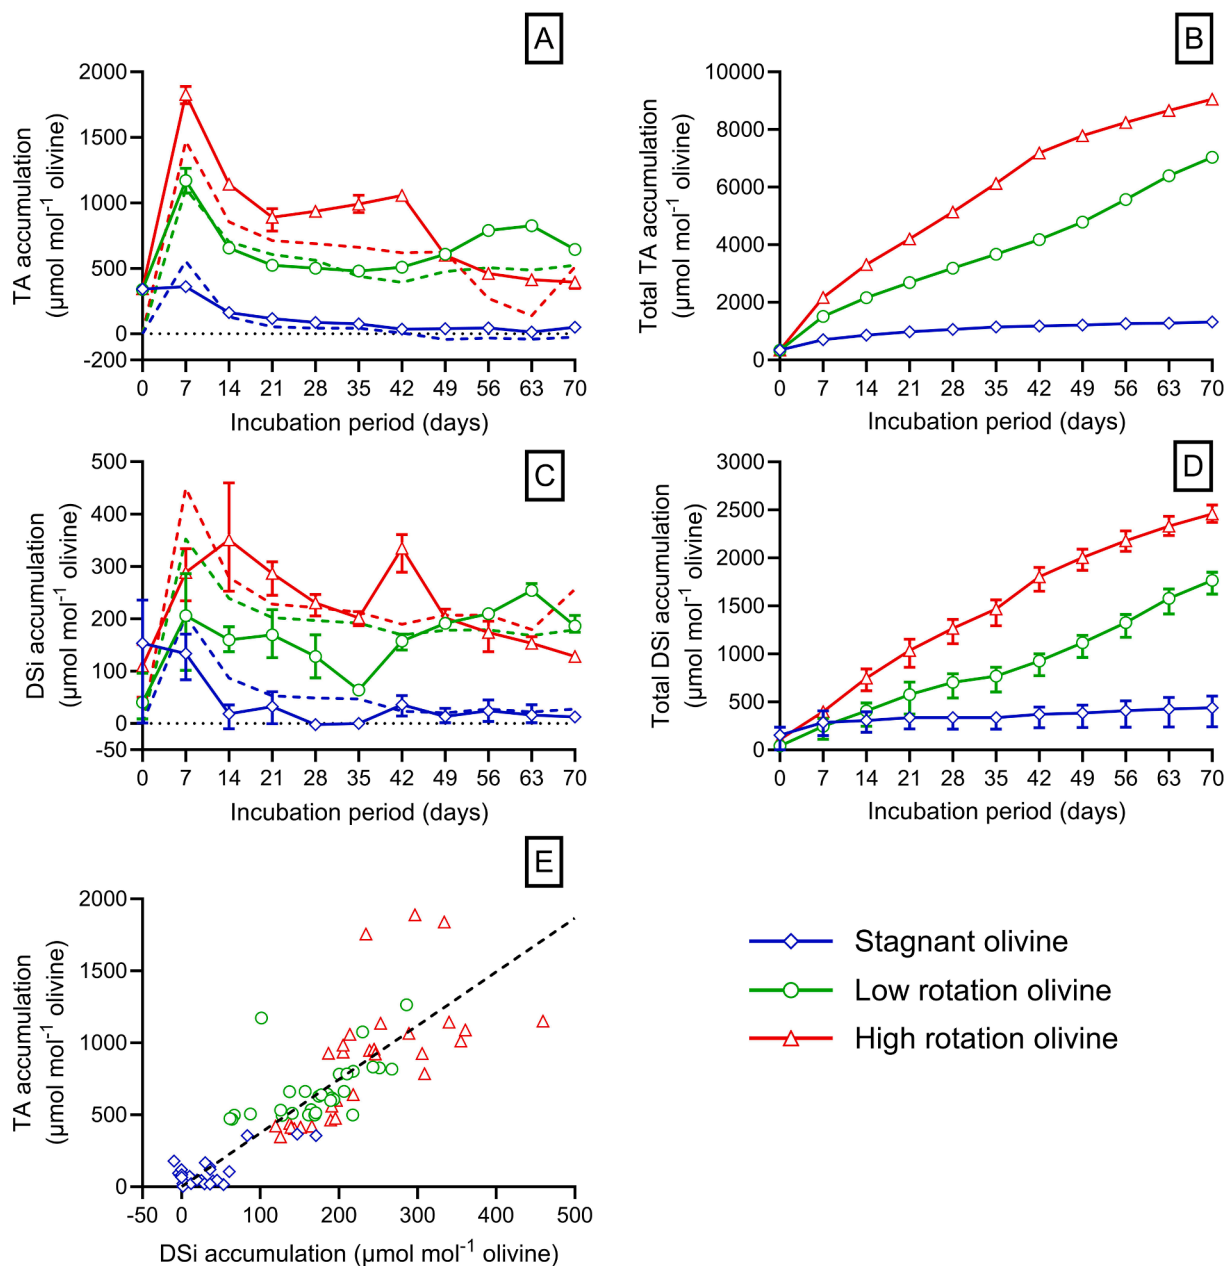 A
TA accumulation
(µmol mol⁻¹ olivine)
2000
1500
1000
500
0
-200
0 7 14 21 28 35 42 49 56 63 70
Incubation period (days)
B
Total TA accumulation
(µmol mol⁻¹ olivine)
10000
8000
6000
4000
2000
0
0 7 14 21 28 35 42 49 56 63 70
Incubation period (days)
C
DSi accumulation
(µmol mol⁻¹ olivine)
500
400
300
200
100
0
-50
0 7 14 21 28 35 42 49 56 63 70
Incubation period (days)
D
Total DSi accumulation
(µmol mol⁻¹ olivine)
3000
2500
2000
1500
1000
500
0
0 7 14 21 28 35 42 49 56 63 70
Incubation period (days)
E
TA accumulation
(µmol mol⁻¹ olivine)
2000
1500
1000
500
0
-50 0 100 200 300 400 500
DSi accumulation (µmol mol⁻¹ olivine)
Stagnant olivine
Low rotation olivine
High rotation olivine